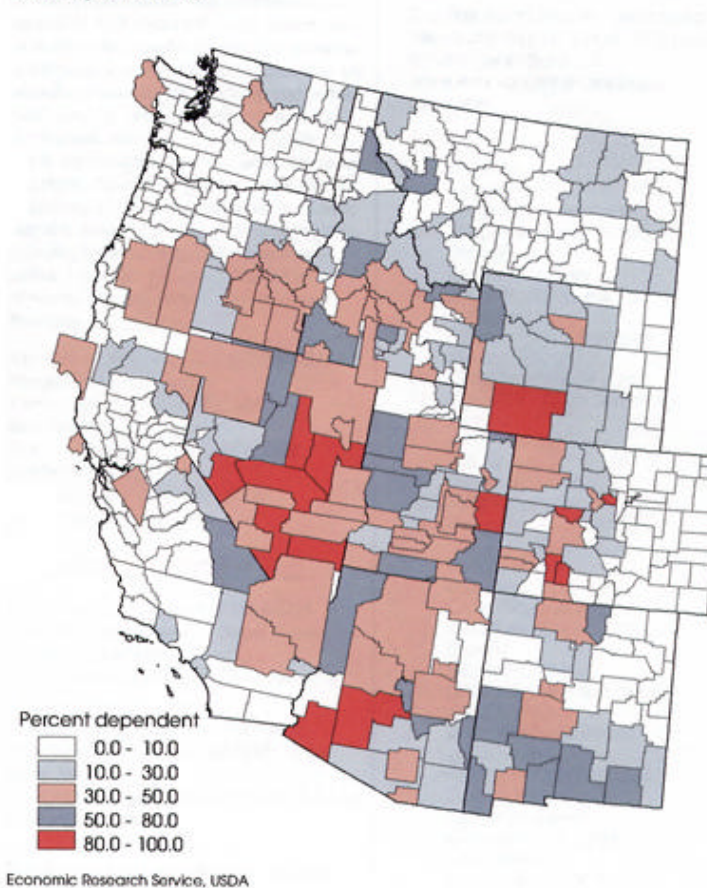 Percent dependent
0.0 - 10.0
10.0 - 30.0
30.0 - 50.0
50.0 - 80.0
80.0 - 100.0
Economic Research Service, USDA